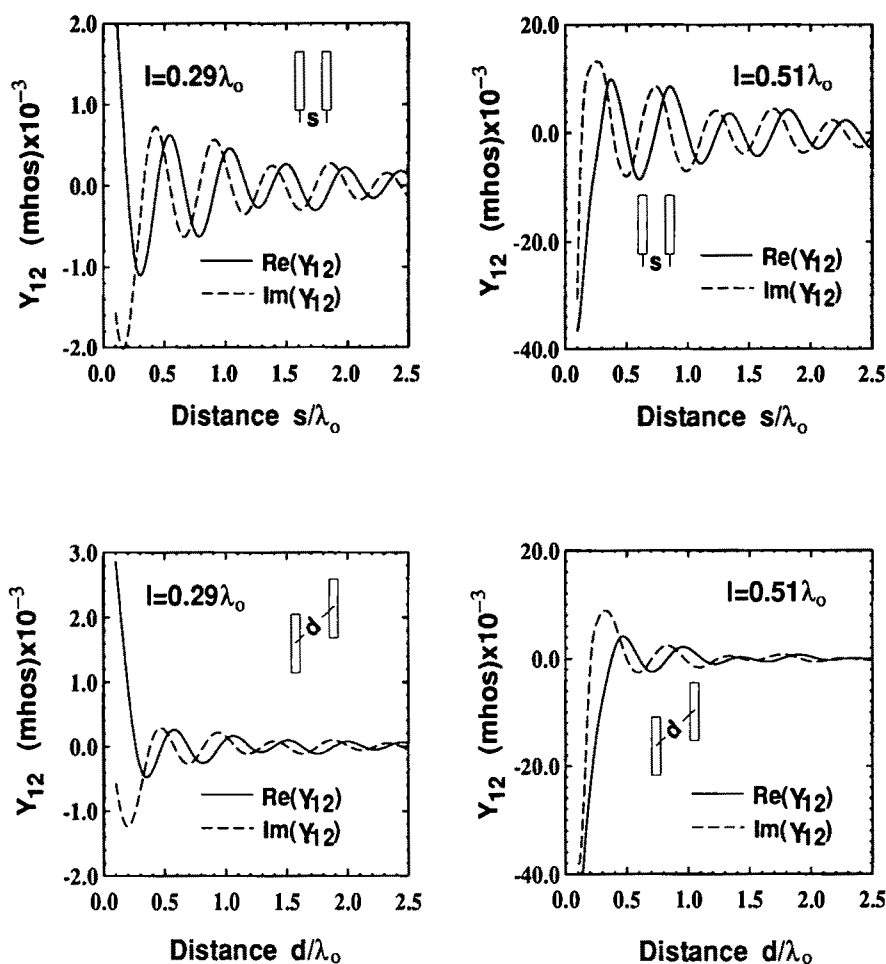 Y12 (mhos)x10−3
2.0
1.0
0.0
-1.0
-2.0
l=0.29λo
s
Re(Y12)
Im(Y12)
0.0 0.5 1.0 1.5 2.0 2.5
Distance s/λo
Y12 (mhos)x10−3
20.0
0.0
-20.0
-40.0
l=0.51λo
s
Re(Y12)
Im(Y12)
0.0 0.5 1.0 1.5 2.0 2.5
Distance s/λo
Y12 (mhos)x10−3
3.0
2.0
1.0
0.0
-1.0
-2.0
l=0.29λo
d
Re(Y12)
Im(Y12)
0.0 0.5 1.0 1.5 2.0 2.5
Distance d/λo
Y12 (mhos)x10−3
20.0
0.0
-20.0
-40.0
l=0.51λo
d
Re(Y12)
Im(Y12)
0.0 0.5 1.0 1.5 2.0 2.5
Distance d/λo